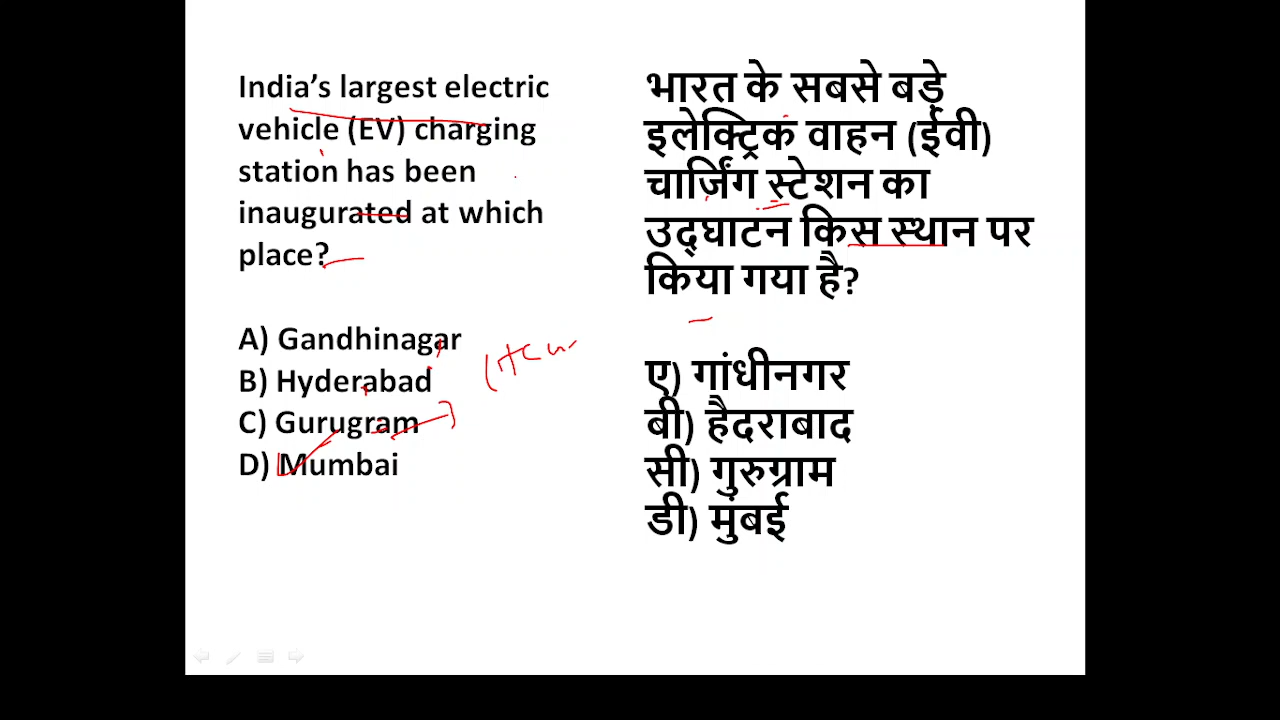 India’s largest electric
vehicle (EV) charging
station has been
inaugurated at which
place?
A) Gandhinagar
B) Hyderabad
C) Gurugram
D) Mumbai
भारत के सबसे बड़े
इलेक्ट्रिक वाहन (ईवी)
चार्जिंग स्टेशन का
उद्घाटन किस स्थान पर
किया गया है?
ए) गांधीनगर
बी) हैदराबाद
सी) गुरुग्राम
डी) मुंबई